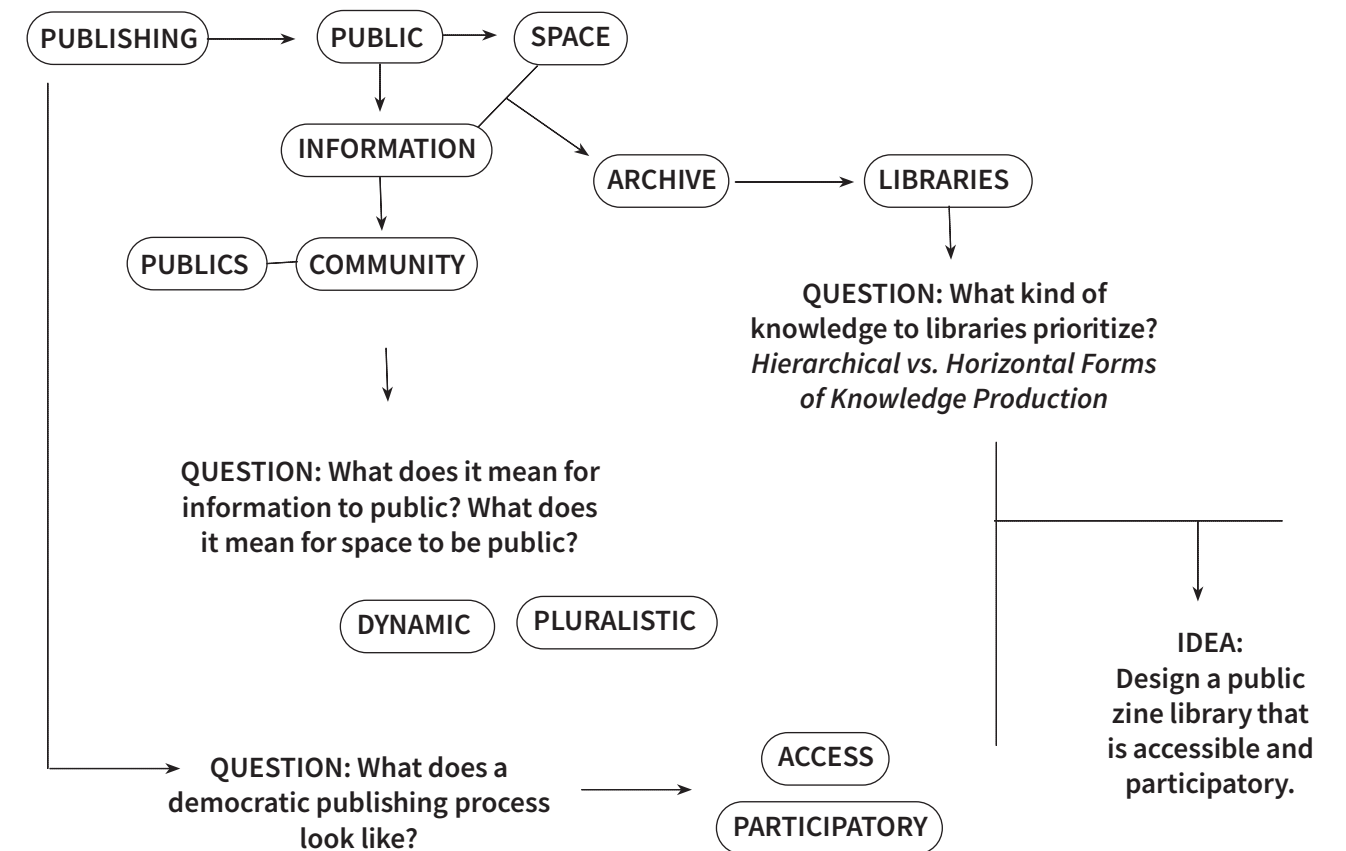 PUBLISHING
PUBLIC
SPACE
INFORMATION
ARCHIVE
LIBRARIES
PUBLICS
COMMUNITY
QUESTION: What kind of
knowledge to libraries prioritize?
Hierarchical vs. Horizontal Forms
of Knowledge Production
QUESTION: What does it mean for
information to public? What does
it mean for space to be public?
DYNAMIC
PLURALISTIC
IDEA:
Design a public
zine library that
is accessible and
participatory.
QUESTION: What does a
democratic publishing process
look like?
ACCESS
PARTICIPATORY